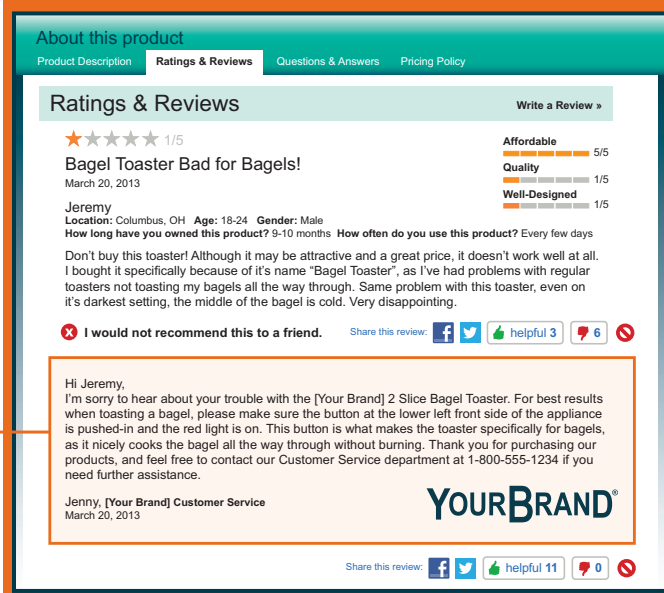 About this product
Product Description Ratings & Reviews Questions & Answers Pricing Policy
Ratings & Reviews
Write a Review »
1/5
Bagel Toaster Bad for Bagels!
March 20, 2013
Affordable
5/5
Quality
1/5
Well-Designed
1/5
Jeremy
Location: Columbus, OH Age: 18-24 Gender: Male
How long have you owned this product? 9-10 months How often do you use this product? Every few days
Don't buy this toaster! Although it may be attractive and a great price, it doesn't work well at all.
I bought it specifically because of it's name “Bagel Toaster”, as I've had problems with regular
toasters not toasting my bagels all the way through. Same problem with this toaster, even on
it's darkest setting, the middle of the bagel is cold. Very disappointing.
I would not recommend this to a friend. Share this review: helpful 3 6
Hi Jeremy,
I'm sorry to hear about your trouble with the [Your Brand] 2 Slice Bagel Toaster. For best results
when toasting a bagel, please make sure the button at the lower left front side of the appliance
is pushed-in and the red light is on. This button is what makes the toaster specifically for bagels,
as it nicely cooks the bagel all the way through without burning. Thank you for purchasing our
products, and feel free to contact our Customer Service department at 1-800-555-1234 if you
need further assistance.
Jenny, [Your Brand] Customer Service
March 20, 2013
YOURBRAND®
Share this review: helpful 11 0